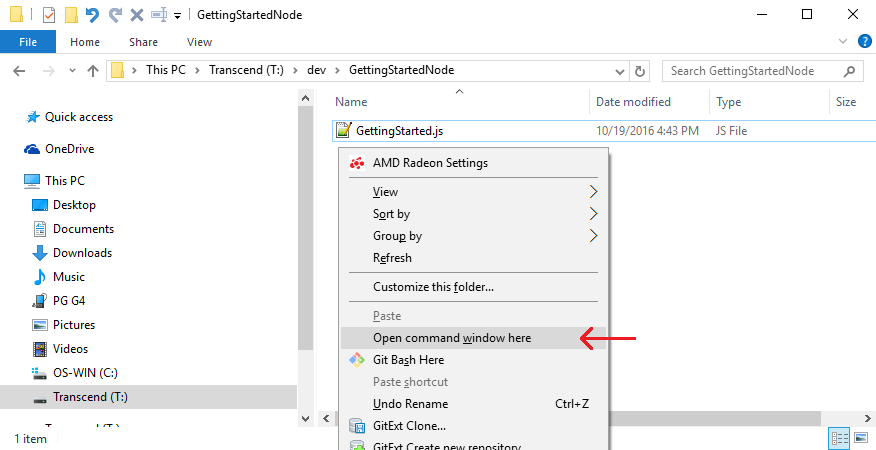 GettingStartedNode
File Home Share View
This PC Transcend (T:) dev GettingStartedNode
Search GettingStartedNode
Name Date modified Type Size
GettingStarted.js 10/19/2016 4:43 PM JS File
Quick access
OneDrive
This PC
Desktop
Documents
Downloads
Music
PG G4
Pictures
Videos
OS-WIN (C:)
Transcend (T:)
Transcend (T:)
AMD Radeon Settings
View
Sort by
Group by
Refresh
Customize this folder...
Paste
Open command window here
Git Bash Here
Paste shortcut
Undo Rename Ctrl+Z
GitExt Clone...
GitExt Create new repository
1 item